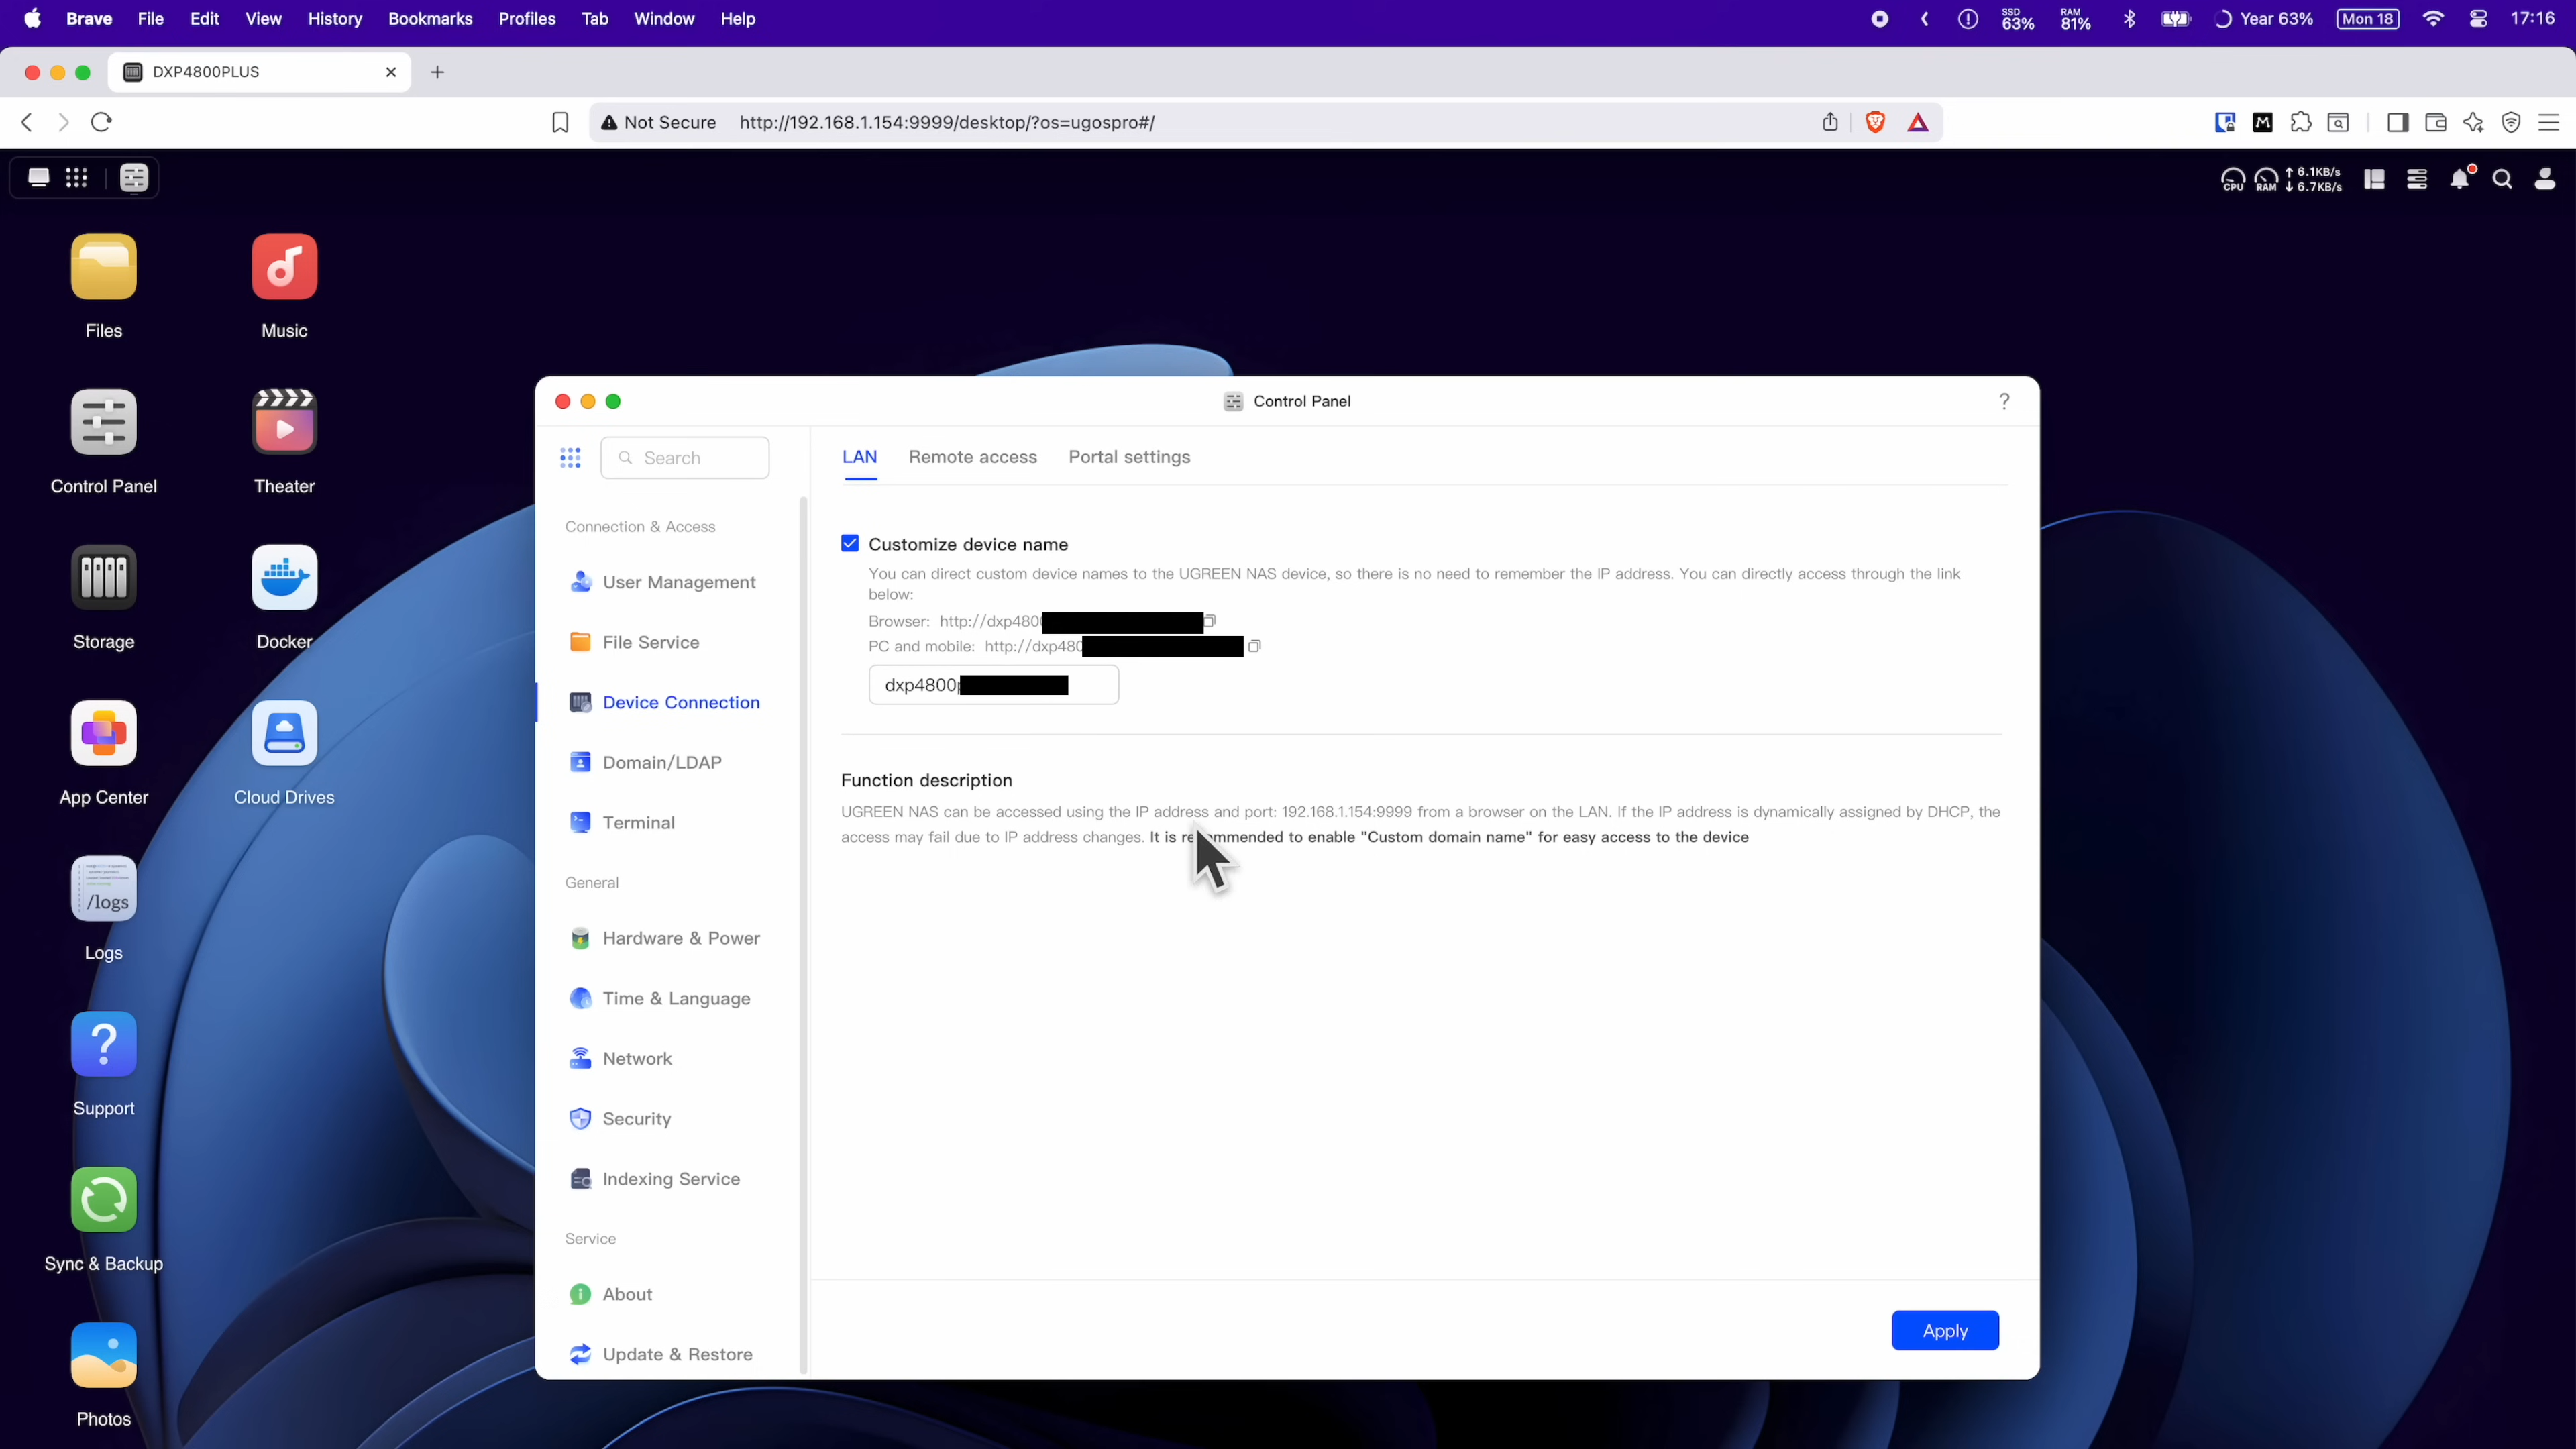 Brave File Edit View History Bookmarks Profiles Tab Window Help SSD 63% RAM 81% Year 63% Mon 18 17:16
DXP4800PLUS
Not Secure http://192.168.1.154:9999/desktop/?os=ugospro#/
CPU RAM 6.1KB/s
6.7KB/s
Files
Music
Control Panel
Theater
Storage
Docker
App Center
Cloud Drives
/logs
Logs
Support
Sync & Backup
Photos
Control Panel
?
Search
Connection & Access
User Management
File Service
Device Connection
Domain/LDAP
Terminal
General
Hardware & Power
Time & Language
Network
Security
Indexing Service
Service
About
Update & Restore
LAN Remote access Portal settings
Customize device name
You can direct custom device names to the UGREEN NAS device, so there is no need to remember the IP address. You can directly access through the link
below:
Browser: http://dxp480
PC and mobile: http://dxp480
dxp4800p
Function description
UGREEN NAS can be accessed using the IP address and port: 192.168.1.154:9999 from a browser on the LAN. If the IP address is dynamically assigned by DHCP, the
access may fail due to IP address changes. It is recommended to enable "Custom domain name" for easy access to the device
Apply